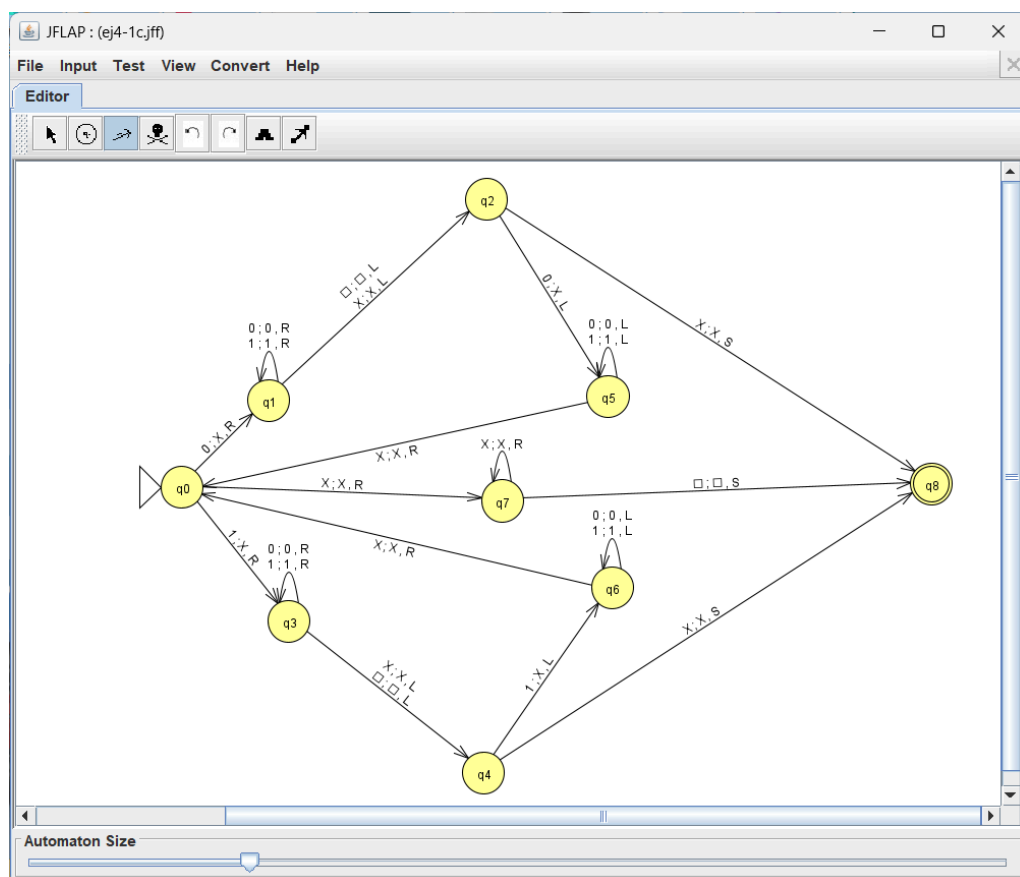 JFLAP : (ej4-1c.jff)
File Input Test View Convert Help
Editor
q2
□;□,L
X;X,L
0;X,L
X;X,S
0;0,R
1;1,R
0;0,L
1;1,L
q1
q5
0;X,R
X;X,R
X;X,R
q0
X;X,R
q7
□;□,S
q8
0;0,L
1;1,L
X;X,R
1;X,R
0;0,R
1;1,R
q6
q3
X;X,S
X;X,L
□;□,L
1;X,L
q4
Automaton Size